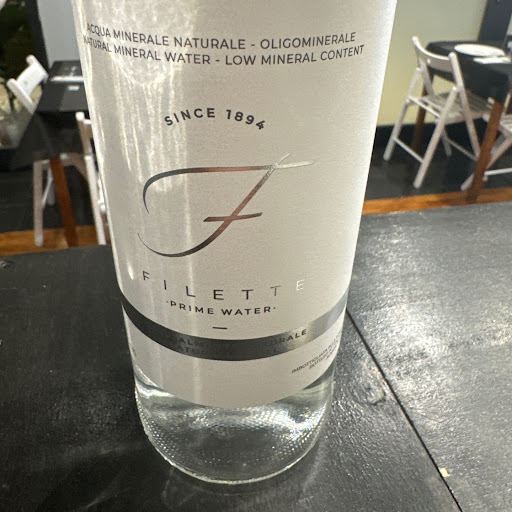 ACQUA MINERALE NATURALE - OLIGOMINERALE
NATURAL MINERAL WATER - LOW MINERAL CONTENT
SINCE 1894
F
FILETTE
·PRIME WATER·